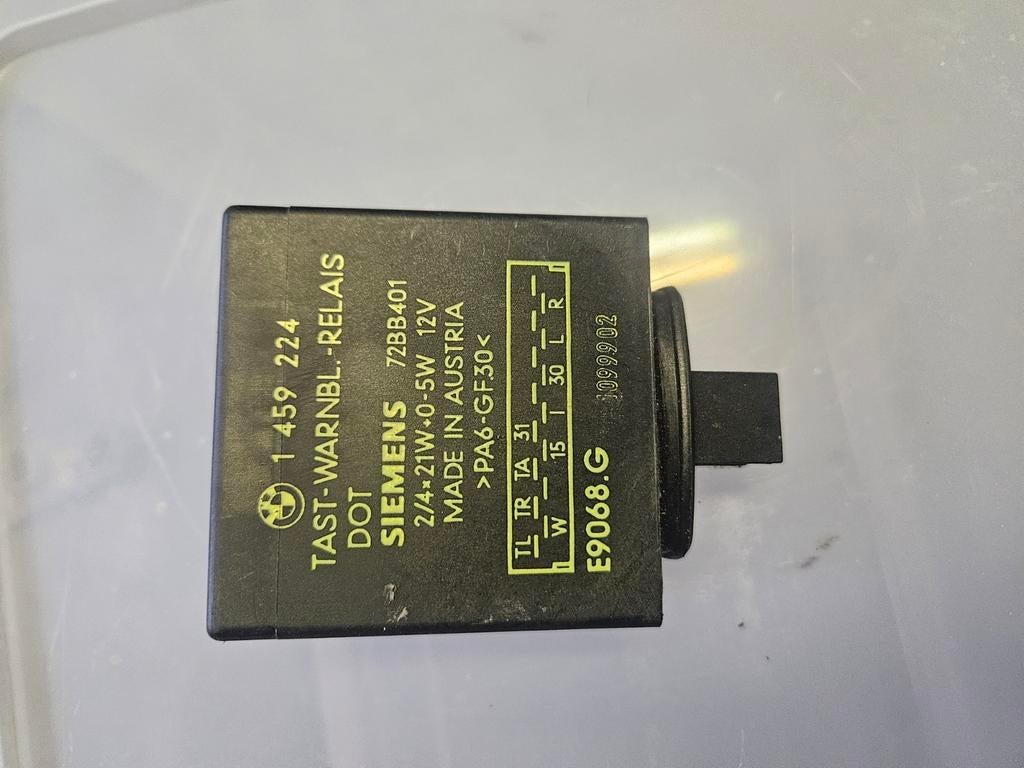 1 459 224
TAST-WARNBL.-RELAIS
DOT
SIEMENS 72BB401
2/4×21W+0-5W 12V
MADE IN AUSTRIA
>PA6-GF30<
TL TR TA 31
W 15 I 30 L R
E9068.G 1099902